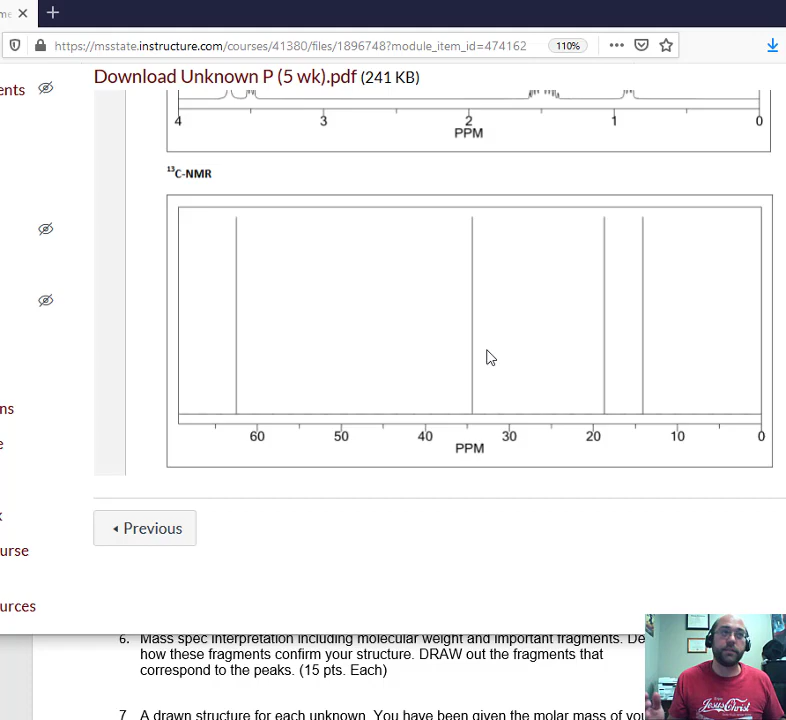 https://msstate.instructure.com/courses/41380/files/1896748?module_item_id=474162 110%
Download Unknown P (5 wk).pdf (241 KB)
ents
4 3 2 1 0
PPM
13C-NMR
60 50 40 30 20 10 0
PPM
ns
e
Previous
urse
urces
6. Mass spec interpretation including molecular weight and important fragments. De
how these fragments confirm your structure. DRAW out the fragments that
correspond to the peaks. (15 pts. Each)
7 A drawn structure for each unknown. You have been given the molar mass of you
Jesus Christ